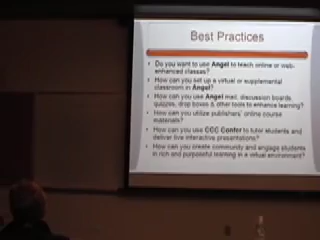 Best Practices
• Do you want to use Angel to teach online or web-
enhanced classes?
• How can you set up a virtual or supplemental
classroom in Angel?
• How can you use Angel mail, discussion boards,
quizzes, drop boxes & other tools to enhance learning?
• How can you utilize publishers' online course
materials?
• How can you use CCC Confer to tutor students and
deliver live interactive presentations?
• How can you create community and engage students
in rich and purposeful learning in a virtual environment?